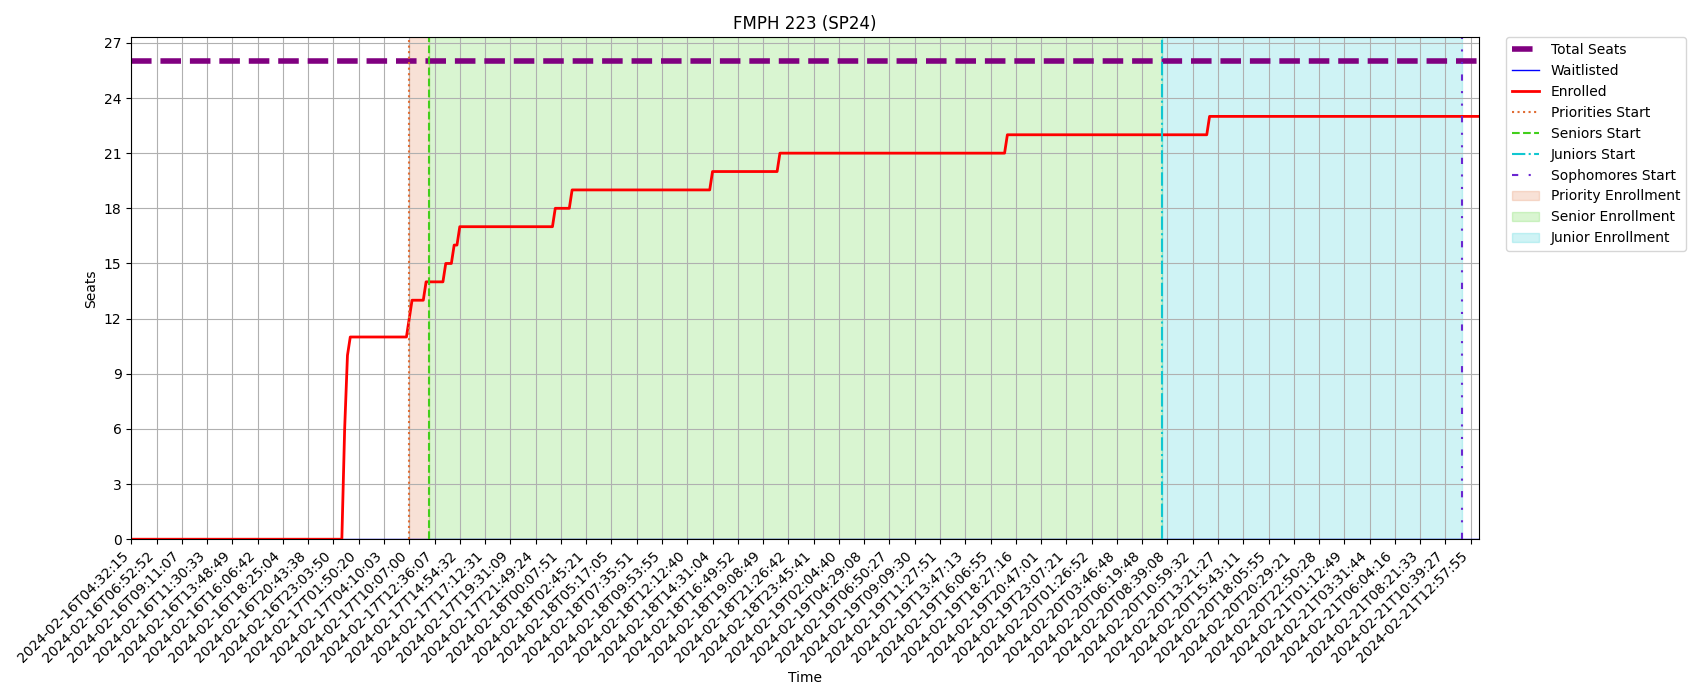 FMPH 223 (SP24)
27
24
21
18
15
12
9
6
3
0
Seats
2024-02-16T04:32:15
2024-02-16T06:52:52
2024-02-16T09:11:07
2024-02-16T11:30:33
2024-02-16T13:48:49
2024-02-16T16:06:42
2024-02-16T18:25:04
2024-02-16T20:43:38
2024-02-16T23:03:50
2024-02-17T01:50:20
2024-02-17T04:10:03
2024-02-17T10:07:00
2024-02-17T12:36:07
2024-02-17T14:54:32
2024-02-17T17:12:31
2024-02-17T19:31:09
2024-02-17T21:49:24
2024-02-18T00:07:51
2024-02-18T02:45:21
2024-02-18T05:17:05
2024-02-18T07:35:51
2024-02-18T09:53:55
2024-02-18T12:12:40
2024-02-18T14:31:04
2024-02-18T16:49:52
2024-02-18T19:08:49
2024-02-18T21:26:42
2024-02-18T23:45:41
2024-02-19T02:04:40
2024-02-19T04:29:08
2024-02-19T06:50:27
2024-02-19T09:09:30
2024-02-19T11:27:51
2024-02-19T13:47:13
2024-02-19T16:06:55
2024-02-19T18:27:16
2024-02-19T20:47:01
2024-02-19T23:07:21
2024-02-20T01:26:52
2024-02-20T03:46:48
2024-02-20T06:19:48
2024-02-20T08:39:08
2024-02-20T10:59:32
2024-02-20T13:21:27
2024-02-20T15:43:11
2024-02-20T18:05:55
2024-02-20T20:29:21
2024-02-20T22:50:28
2024-02-21T01:12:49
2024-02-21T03:31:44
2024-02-21T06:04:16
2024-02-21T08:21:33
2024-02-21T10:39:27
2024-02-21T12:57:55
Time
Total Seats
Waitlisted
Enrolled
Priorities Start
Seniors Start
Juniors Start
Sophomores Start
Priority Enrollment
Senior Enrollment
Junior Enrollment